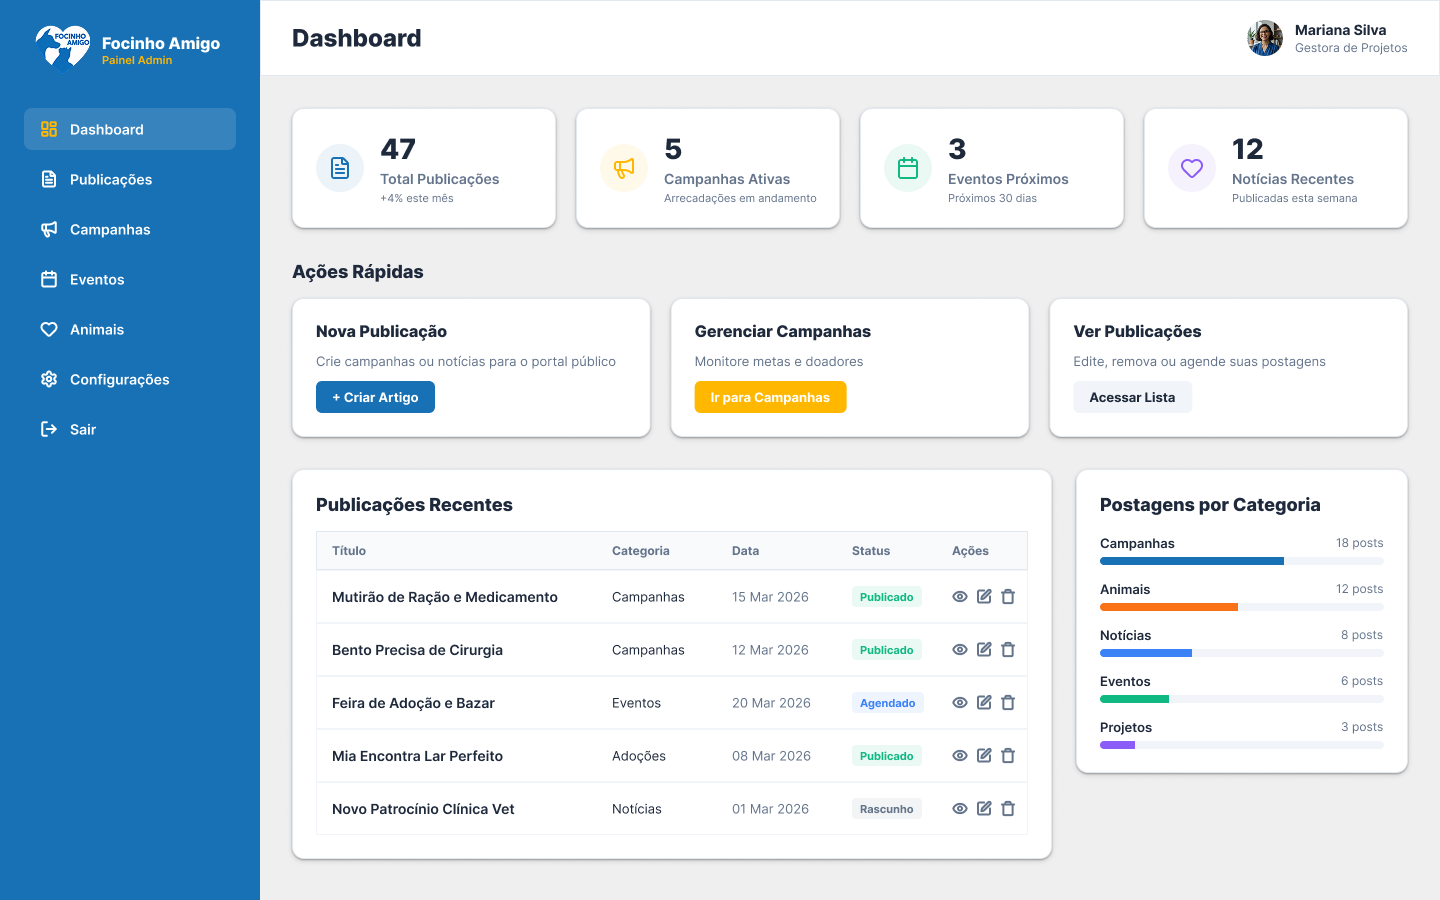 FOCINHO
AMIGO
Focinho Amigo
Painel Admin
Dashboard
Publicações
Campanhas
Eventos
Animais
Configurações
Sair
Dashboard
Mariana Silva
Gestora de Projetos
47
Total Publicações
+4% este mês
5
Campanhas Ativas
Arrecadações em andamento
3
Eventos Próximos
Próximos 30 dias
12
Notícias Recentes
Publicadas esta semana
Ações Rápidas
Nova Publicação
Crie campanhas ou notícias para o portal público
+ Criar Artigo
Gerenciar Campanhas
Monitore metas e doadores
Ir para Campanhas
Ver Publicações
Edite, remova ou agende suas postagens
Acessar Lista
Publicações Recentes
Título Categoria Data Status Ações
Mutirão de Ração e Medicamento Campanhas 15 Mar 2026 Publicado
Bento Precisa de Cirurgia Campanhas 12 Mar 2026 Publicado
Feira de Adoção e Bazar Eventos 20 Mar 2026 Agendado
Mia Encontra Lar Perfeito Adoções 08 Mar 2026 Publicado
Novo Patrocínio Clínica Vet Notícias 01 Mar 2026 Rascunho
Postagens por Categoria
Campanhas 18 posts
Animais 12 posts
Notícias 8 posts
Eventos 6 posts
Projetos 3 posts